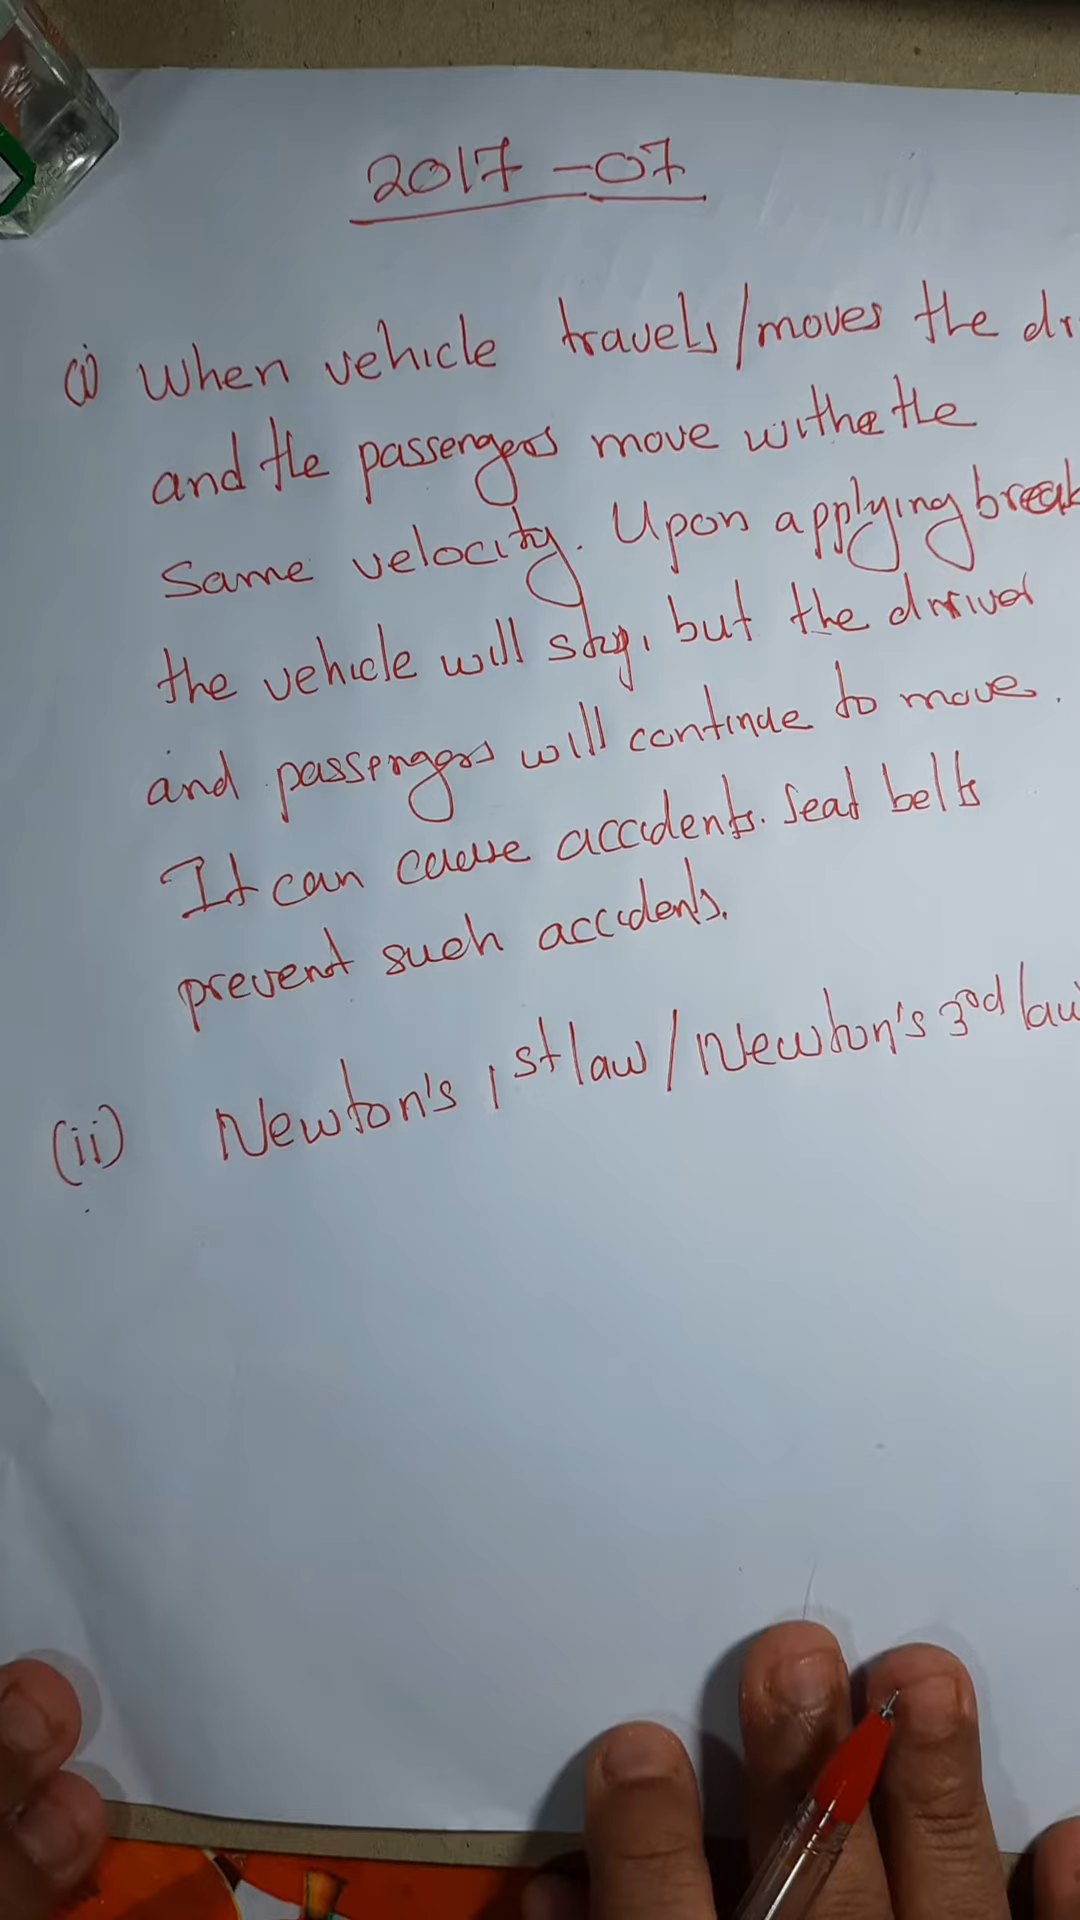 2017 - 07
(i) When vehicle travels/moves the dri
and the passengers move withe the
Same velocity. Upon applying break
the vehicle will stop, but the driver
and passengers will continue to move.
It can cause accidents. Seat belts
prevent such accidents.
(ii) Newton's 1st law / Newton's 3rd law